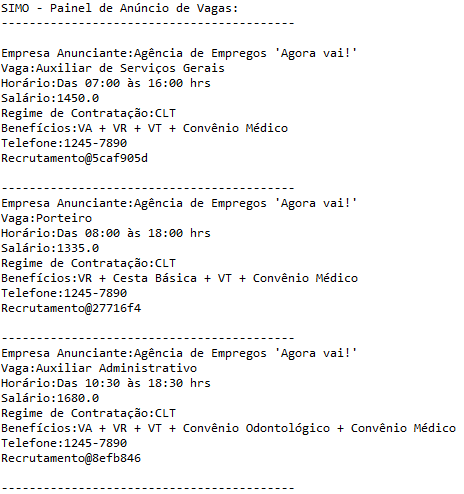 SIMO - Painel de Anúncio de Vagas:
------------------------------------------
Empresa Anunciante:Agência de Empregos 'Agora vai!'
Vaga:Auxiliar de Serviços Gerais
Horário:Das 07:00 às 16:00 hrs
Salário:1450.0
Regime de Contratação:CLT
Benefícios:VA + VR + VT + Convênio Médico
Telefone:1245-7890
Recrutamento@5caf905d
------------------------------------------
Empresa Anunciante:Agência de Empregos 'Agora vai!'
Vaga:Porteiro
Horário:Das 08:00 às 18:00 hrs
Salário:1335.0
Regime de Contratação:CLT
Benefícios:VR + Cesta Básica + VT + Convênio Médico
Telefone:1245-7890
Recrutamento@27716f4
------------------------------------------
Empresa Anunciante:Agência de Empregos 'Agora vai!'
Vaga:Auxiliar Administrativo
Horário:Das 10:30 às 18:30 hrs
Salário:1680.0
Regime de Contratação:CLT
Benefícios:VA + VR + VT + Convênio Odontológico + Convênio Médico
Telefone:1245-7890
Recrutamento@8efb846
------------------------------------------